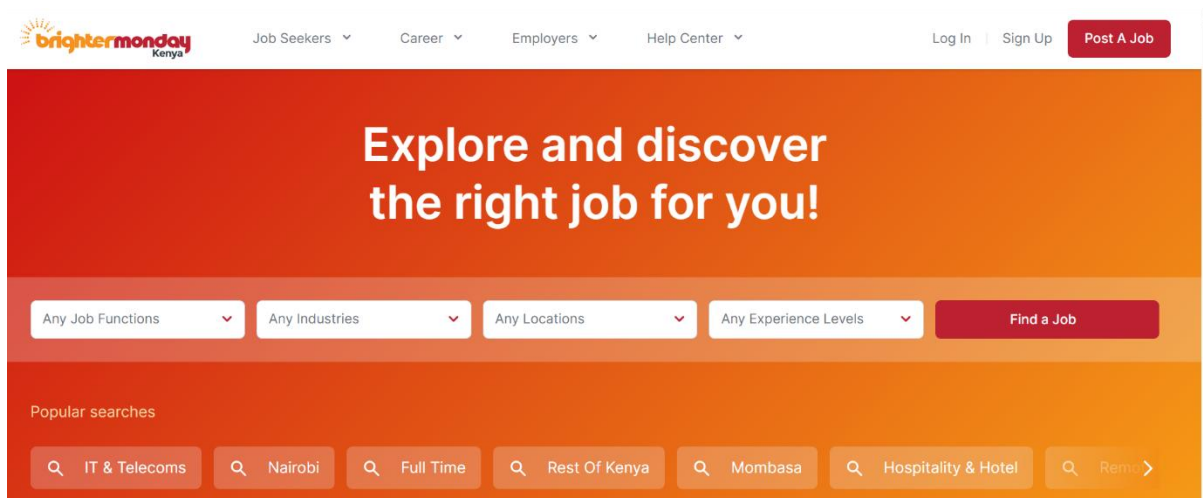 brightermonday
Kenya
Job Seekers
Career
Employers
Help Center
Log In
Sign Up
Post A Job
Explore and discover
the right job for you!
Any Job Functions
Any Industries
Any Locations
Any Experience Levels
Find a Job
Popular searches
IT & Telecoms
Nairobi
Full Time
Rest Of Kenya
Mombasa
Hospitality & Hotel